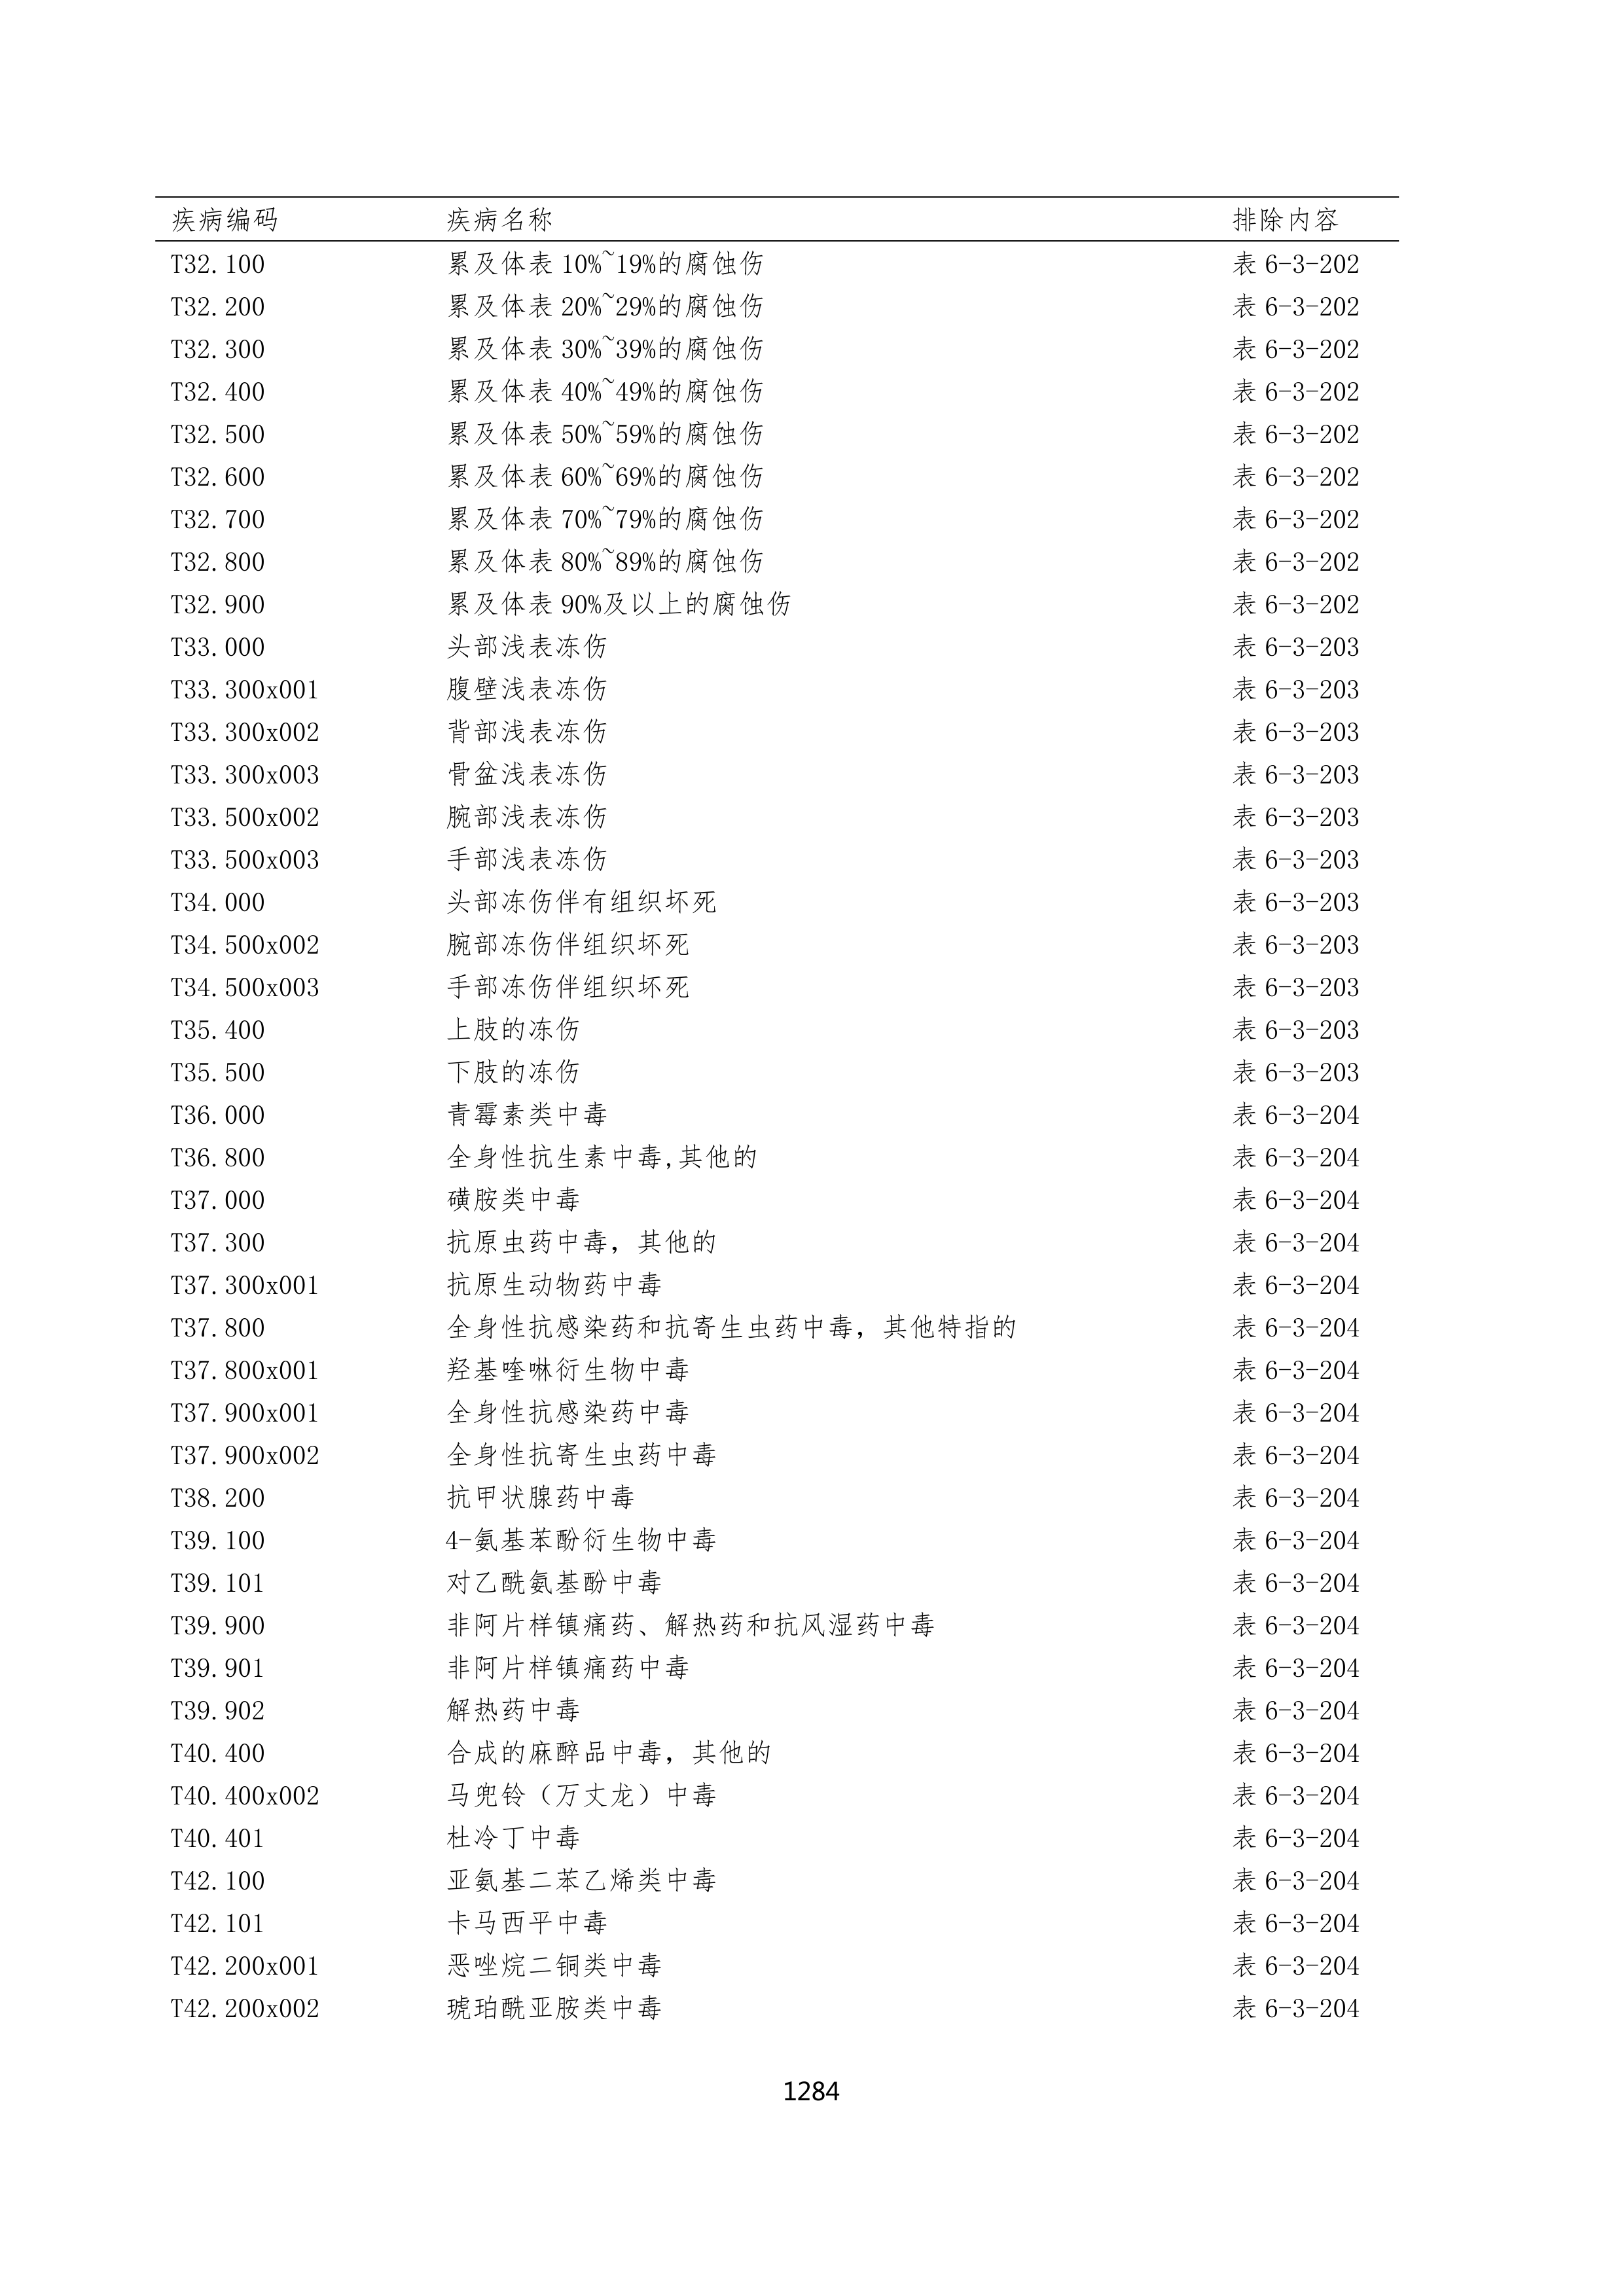 疾病编码 疾病名称 排除内容
T32.100 累及体表 10%~19%的腐蚀伤 表 6-3-202
T32.200 累及体表 20%~29%的腐蚀伤 表 6-3-202
T32.300 累及体表 30%~39%的腐蚀伤 表 6-3-202
T32.400 累及体表 40%~49%的腐蚀伤 表 6-3-202
T32.500 累及体表 50%~59%的腐蚀伤 表 6-3-202
T32.600 累及体表 60%~69%的腐蚀伤 表 6-3-202
T32.700 累及体表 70%~79%的腐蚀伤 表 6-3-202
T32.800 累及体表 80%~89%的腐蚀伤 表 6-3-202
T32.900 累及体表 90%及以上的腐蚀伤 表 6-3-202
T33.000 头部浅表冻伤 表 6-3-203
T33.300x001 腹壁浅表冻伤 表 6-3-203
T33.300x002 背部浅表冻伤 表 6-3-203
T33.300x003 骨盆浅表冻伤 表 6-3-203
T33.500x002 腕部浅表冻伤 表 6-3-203
T33.500x003 手部浅表冻伤 表 6-3-203
T34.000 头部冻伤伴有组织坏死 表 6-3-203
T34.500x002 腕部冻伤伴组织坏死 表 6-3-203
T34.500x003 手部冻伤伴组织坏死 表 6-3-203
T35.400 上肢的冻伤 表 6-3-203
T35.500 下肢的冻伤 表 6-3-203
T36.000 青霉素类中毒 表 6-3-204
T36.800 全身性抗生素中毒,其他的 表 6-3-204
T37.000 磺胺类中毒 表 6-3-204
T37.300 抗原虫药中毒，其他的 表 6-3-204
T37.300x001 抗原生动物药中毒 表 6-3-204
T37.800 全身性抗感染药和抗寄生虫药中毒，其他特指的 表 6-3-204
T37.800x001 羟基喹啉衍生物中毒 表 6-3-204
T37.900x001 全身性抗感染药中毒 表 6-3-204
T37.900x002 全身性抗寄生虫药中毒 表 6-3-204
T38.200 抗甲状腺药中毒 表 6-3-204
T39.100 4-氨基苯酚衍生物中毒 表 6-3-204
T39.101 对乙酰氨基酚中毒 表 6-3-204
T39.900 非阿片样镇痛药、解热药和抗风湿药中毒 表 6-3-204
T39.901 非阿片样镇痛药中毒 表 6-3-204
T39.902 解热药中毒 表 6-3-204
T40.400 合成的麻醉品中毒，其他的 表 6-3-204
T40.400x002 马兜铃（万丈龙）中毒 表 6-3-204
T40.401 杜冷丁中毒 表 6-3-204
T42.100 亚氨基二苯乙烯类中毒 表 6-3-204
T42.101 卡马西平中毒 表 6-3-204
T42.200x001 恶唑烷二铜类中毒 表 6-3-204
T42.200x002 琥珀酰亚胺类中毒 表 6-3-204
1284